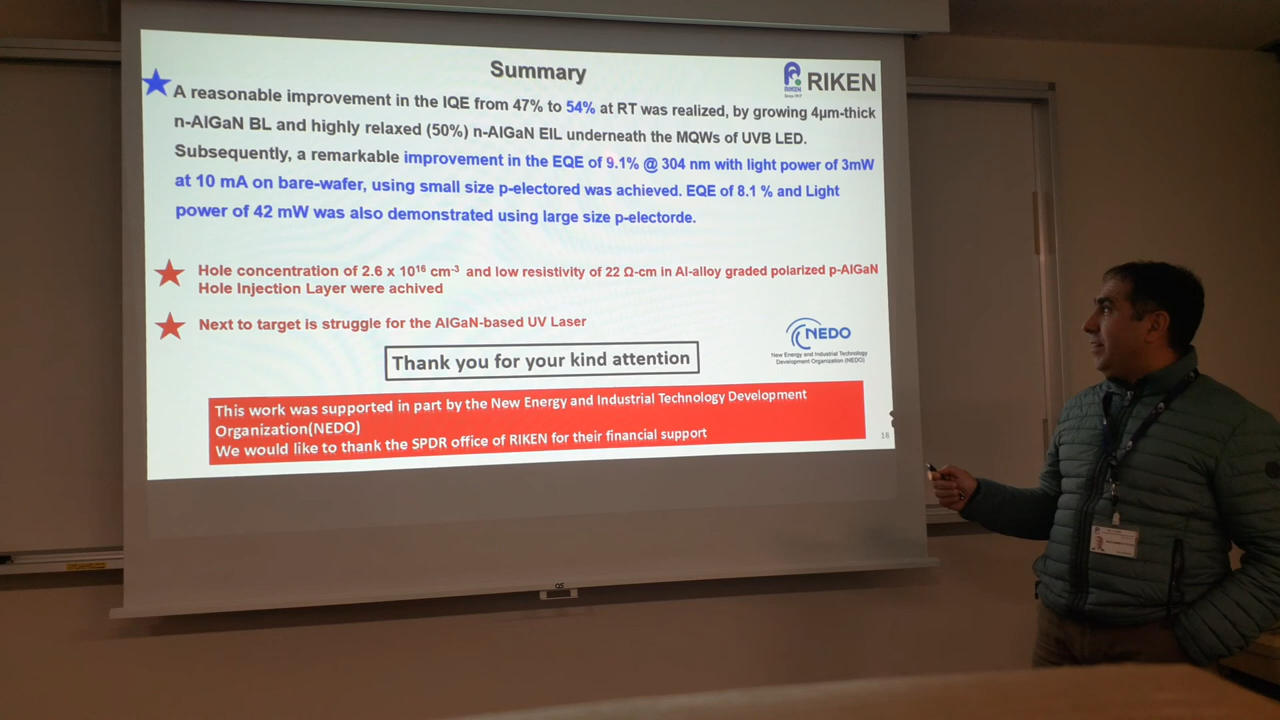 Summary
RIKEN
RIKEN
A reasonable improvement in the IQE from 47% to 54% at RT was realized, by growing 4µm-thick
n-AlGaN BL and highly relaxed (50%) n-AlGaN EIL underneath the MQWs of UVB LED.
Subsequently, a remarkable improvement in the EQE of 9.1% @ 304 nm with light power of 3mW
at 10 mA on bare-wafer, using small size p-electored was achieved. EQE of 8.1 % and Light
power of 42 mW was also demonstrated using large size p-electorde.
Hole concentration of 2.6 x 10¹⁶ cm⁻³ and low resistivity of 22 Ω-cm in Al-alloy graded polarized p-AlGaN
Hole Injection Layer were achived
Next to target is struggle for the AlGaN-based UV Laser
NEDO
New Energy and Industrial Technology
Development Organization (NEDO)
Thank you for your kind attention
This work was supported in part by the New Energy and Industrial Technology Development
Organization(NEDO)
We would like to thank the SPDR office of RIKEN for their financial support
18
OS